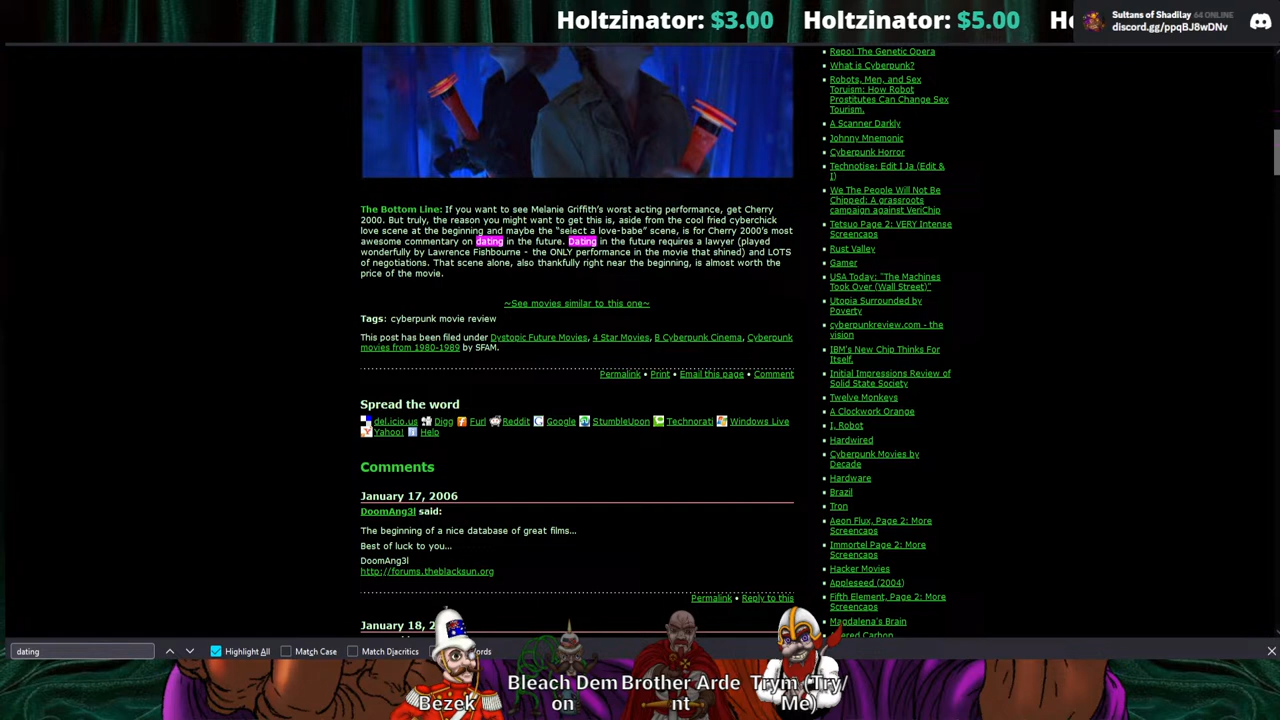 Holtzinator: $3.00 Holtzinator: $5.00 Ho
Sultans of Shadilay 64 ONLINE
discord.gg/ppqBJ8wDNv
The Bottom Line: If you want to see Melanie Griffith's worst acting performance, get Cherry
2000. But truly, the reason you might want to get this is, aside from the cool fried cyberchick
love scene at the beginning and maybe the "select a love-babe" scene, is for Cherry 2000's most
awesome commentary on dating in the future. Dating in the future requires a lawyer (played
wonderfully by Lawrence Fishbourne - the ONLY performance in the movie that shined) and LOTS
of negotiations. That scene alone, also thankfully right near the beginning, is almost worth the
price of the movie.
~See movies similar to this one~
Tags: cyberpunk movie review
This post has been filed under Dystopic Future Movies, 4 Star Movies, B Cyberpunk Cinema, Cyberpunk
movies from 1980-1989 by SFAM.
Permalink • Print • Email this page • Comment
Spread the word
del.icio.us Digg Furl Reddit Google StumbleUpon Technorati Windows Live
Yahoo! Help
Comments
January 17, 2006
DoomAng3l said:
The beginning of a nice database of great films...
Best of luck to you...
DoomAng3l
http://forums.theblacksun.org
Permalink • Reply to this
January 18, 2
Repo! The Genetic Opera
What is Cyberpunk?
Robots, Men, and Sex
Toruism: How Robot
Prostitutes Can Change Sex
Tourism.
A Scanner Darkly
Johnny Mnemonic
Cyberpunk Horror
Technotise: Edit I Ja (Edit &
I)
We The People Will Not Be
Chipped: A grassroots
campaign against VeriChip
Tetsuo Page 2: VERY Intense
Screencaps
Rust Valley
Gamer
USA Today: "The Machines
Took Over (Wall Street)"
Utopia Surrounded by
Poverty
cyberpunkreview.com - the
vision
IBM's New Chip Thinks For
Itself.
Initial Impressions Review of
Solid State Society
Twelve Monkeys
A Clockwork Orange
I, Robot
Hardwired
Cyberpunk Movies by
Decade
Hardware
Brazil
Tron
Aeon Flux, Page 2: More
Screencaps
Immortel Page 2: More
Screencaps
Hacker Movies
Appleseed (2004)
Fifth Element, Page 2: More
Screencaps
Magdalena's Brain
ered Carbon
dating Highlight All Match Case Match Diacritics ords
Bezek
Bleach Dem
on
Brother Arde
nt
Trym (Try/
Me)